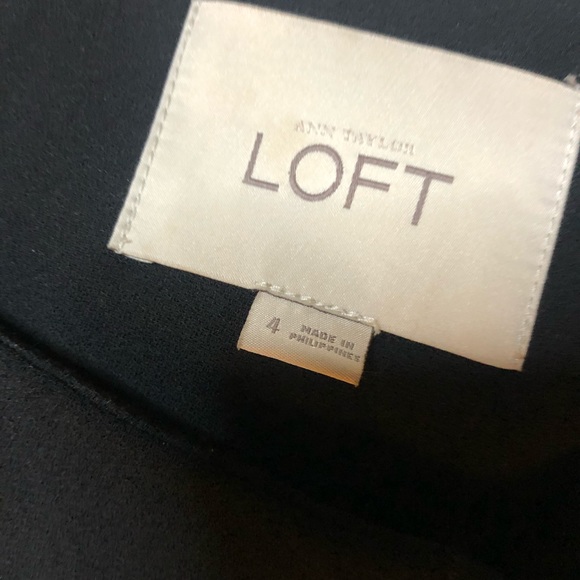 ANN TAYLOR
LOFT
4 MADE IN
PHILIPPINES